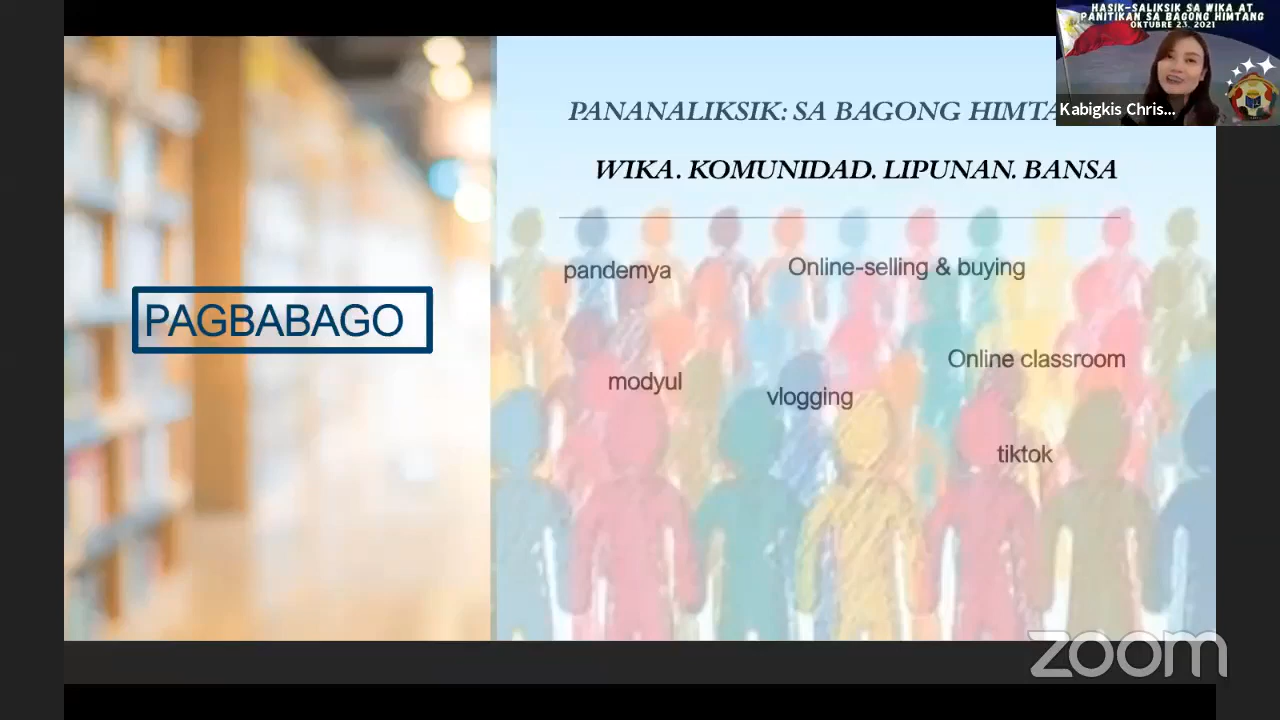 HASIK-SALIKSIK SA WIKA AT
PANITIKAN SA BAGONG HIMTANG
OKTUBRE 23, 2021
Kabigkis Chris...
PANANALIKSIK: SA BAGONG HIMTA
WIKA. KOMUNIDAD. LIPUNAN. BANSA
pandemya
Online-selling & buying
PAGBABAGO
Online classroom
modyul
vlogging
tiktok
zoom